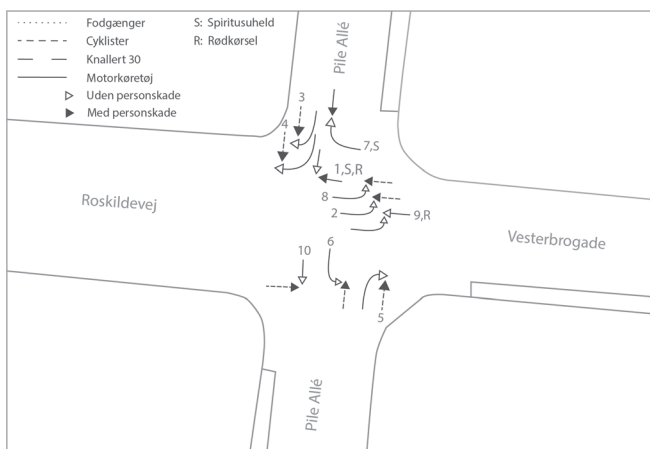 Fodgænger
Cyklister
Knallert 30
Motorkøretøj
Uden personskade
Med personskade
S: Spiritusuheld
R: Rødkørsel
Pile Allé
3
4
7,S
1,S,R
8
2
9,R
Roskildevej
Vesterbrogade
6
10
5
Pile Allé